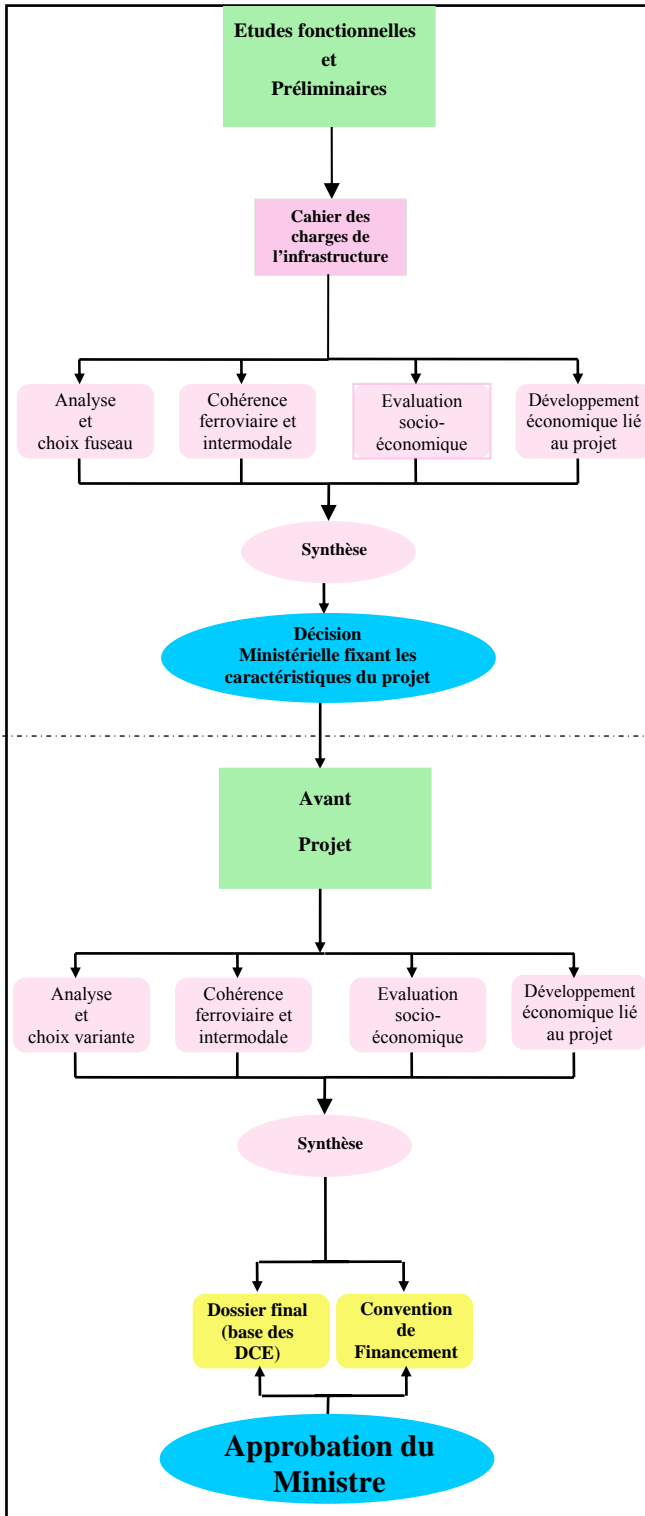 Etudes fonctionnelles
et
Préliminaires
Cahier des
charges de
l’infrastructure
Analyse
et
choix fuseau
Cohérence
ferroviaire et
intermodale
Evaluation
socio-
économique
Développement
économique lié
au projet
Synthèse
Décision
Ministérielle fixant les
caractéristiques du projet
Avant
Projet
Analyse
et
choix variante
Cohérence
ferroviaire et
intermodale
Evaluation
socio-
économique
Développement
économique lié
au projet
Synthèse
Dossier final
(base des
DCE)
Convention
de
Financement
Approbation du
Ministre